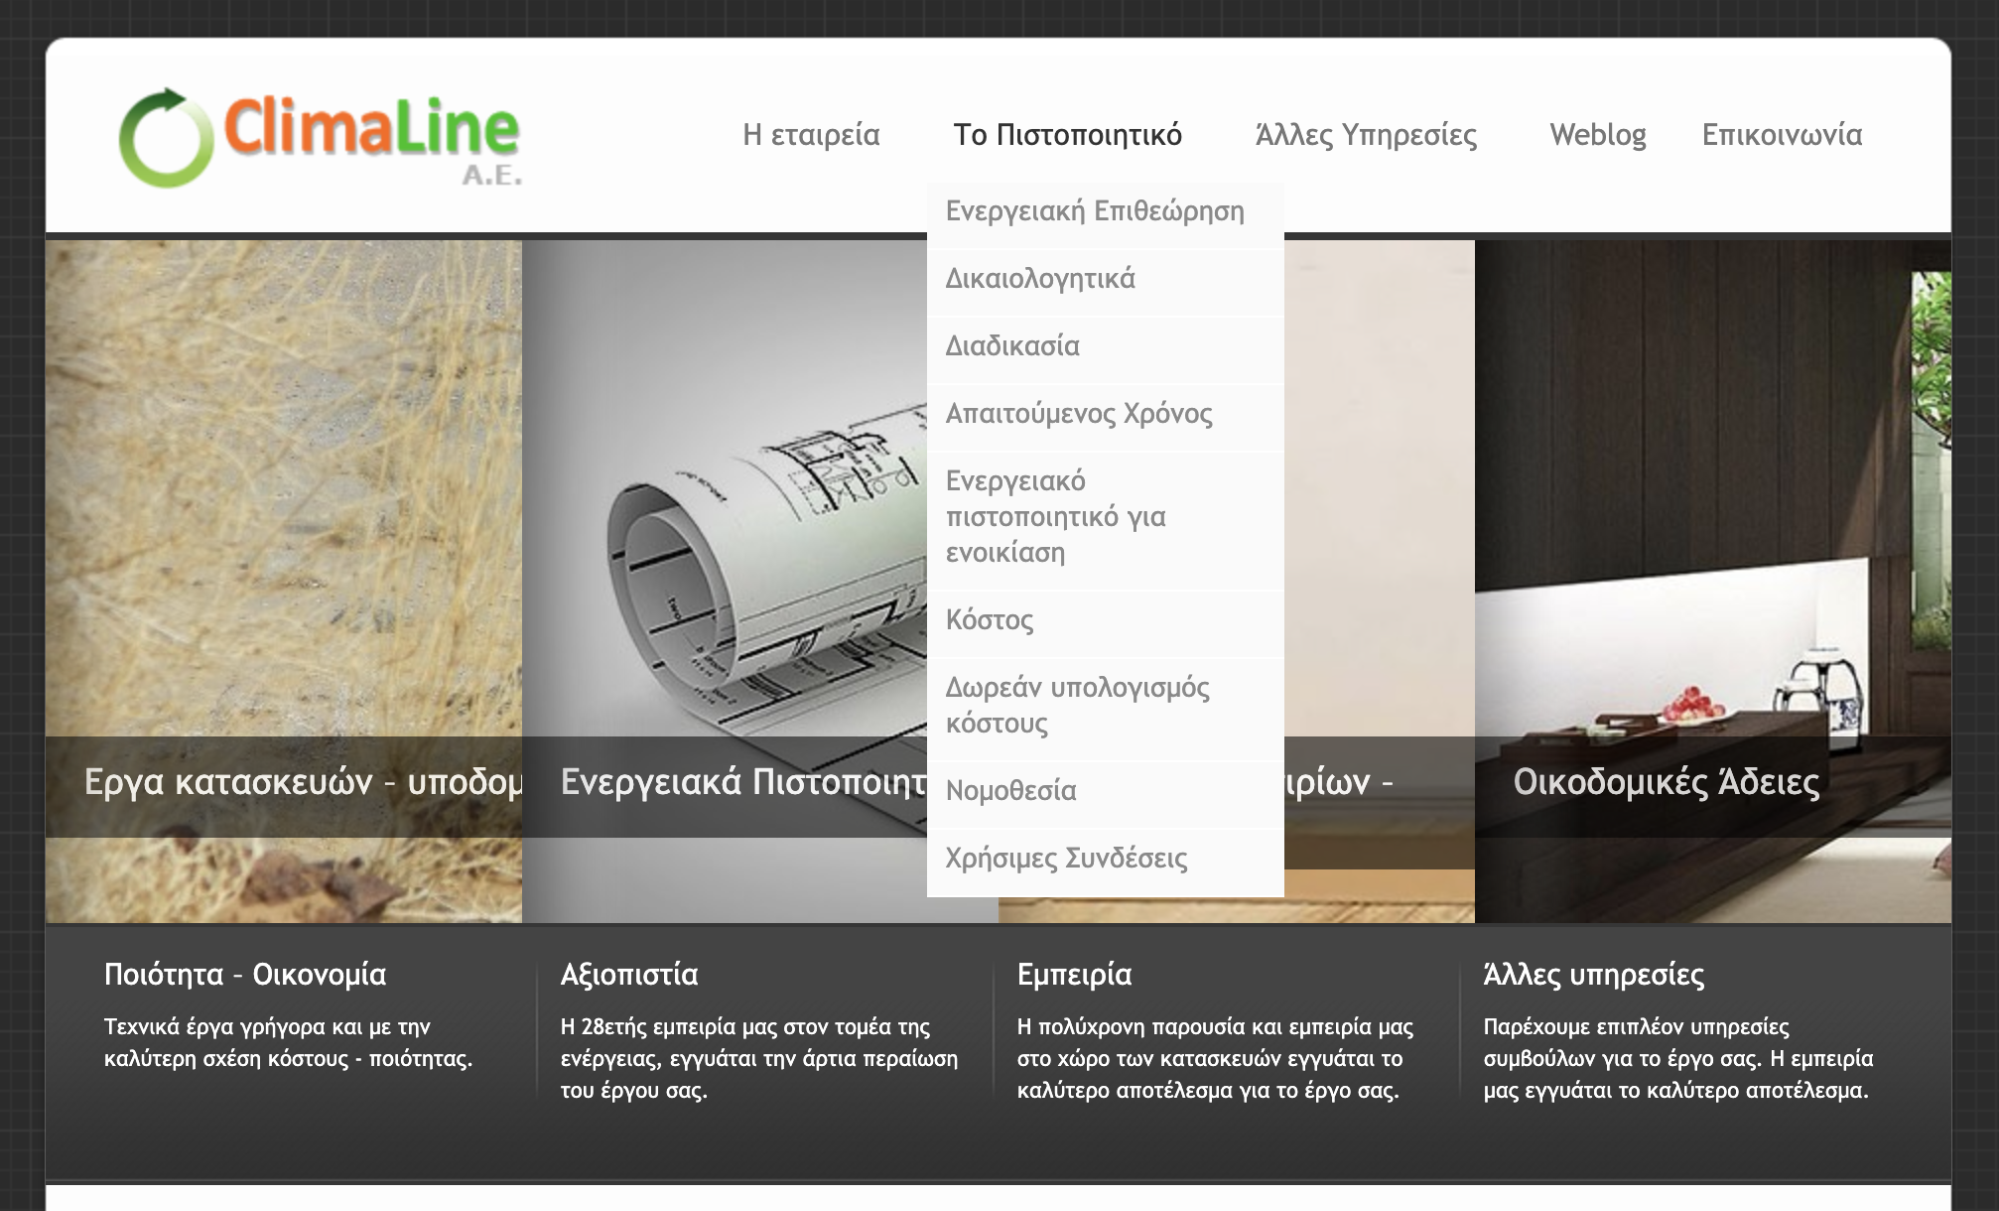 ClimaLine
Α.Ε.
Η εταιρεία
Το Πιστοποιητικό
Άλλες Υπηρεσίες
Weblog
Επικοινωνία
Ενεργειακή Επιθεώρηση
Δικαιολογητικά
Διαδικασία
Απαιτούμενος Χρόνος
Ενεργειακό
πιστοποιητικό για
ενοικίαση
Κόστος
Δωρεάν υπολογισμός
κόστους
Νομοθεσία
Χρήσιμες Συνδέσεις
Εργα κατασκευών – υποδομ
Ενεργειακά Πιστοποιητ
ιρίων –
Οικοδομικές Άδειες
Ποιότητα – Οικονομία
Τεχνικά έργα γρήγορα και με την
καλύτερη σχέση κόστους - ποιότητας.
Αξιοπιστία
Η 28ετής εμπειρία μας στον τομέα της
ενέργειας, εγγυάται την άρτια περαίωση
του έργου σας.
Εμπειρία
Η πολύχρονη παρουσία και εμπειρία μας
στο χώρο των κατασκευών εγγυάται το
καλύτερο αποτέλεσμα για το έργο σας.
Άλλες υπηρεσίες
Παρέχουμε επιπλέον υπηρεσίες
συμβούλων για το έργο σας. Η εμπειρία
μας εγγυάται το καλύτερο αποτέλεσμα.